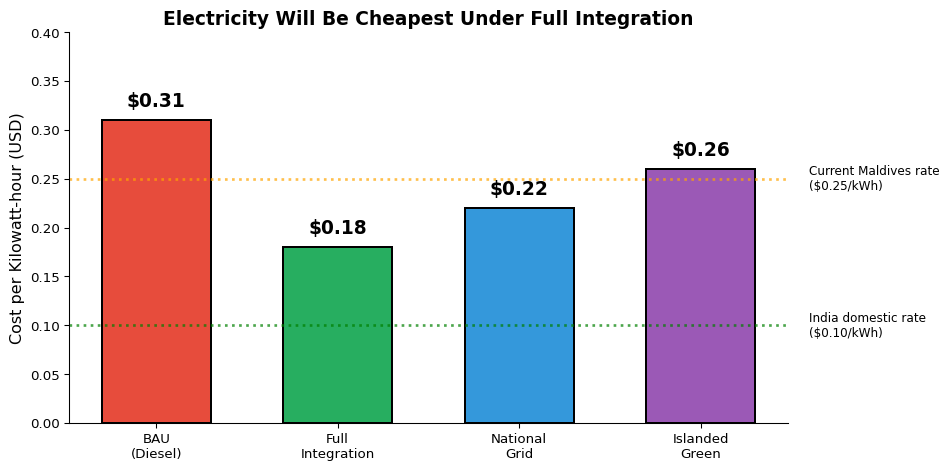 Electricity Will Be Cheapest Under Full Integration
Cost per Kilowatt-hour (USD)
0.40
0.35
0.30
0.25
0.20
0.15
0.10
0.05
0.00
$0.31
$0.18
$0.22
$0.26
Current Maldives rate
($0.25/kWh)
India domestic rate
($0.10/kWh)
BAU
(Diesel)
Full
Integration
National
Grid
Islanded
Green